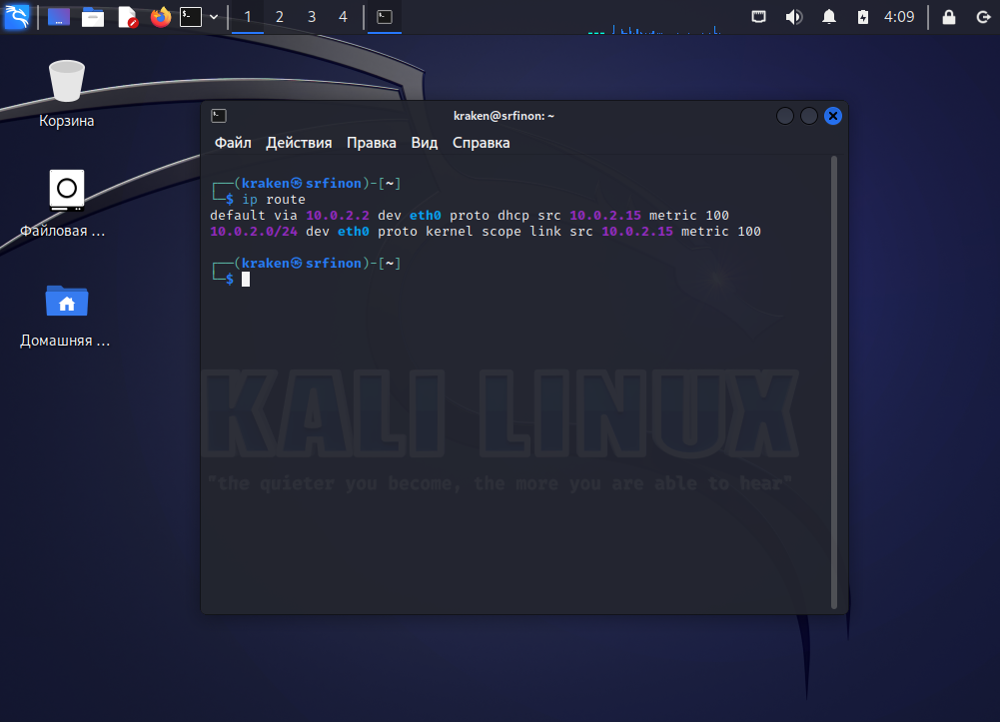 1 2 3 4 4:09
Корзина
Файловая ...
Домашняя ...
kraken@srfinon: ~
Файл Действия Правка Вид Справка
┌──(kraken㉿srfinon)-[~]
└─$ ip route
default via 10.0.2.2 dev eth0 proto dhcp src 10.0.2.15 metric 100
10.0.2.0/24 dev eth0 proto kernel scope link src 10.0.2.15 metric 100
┌──(kraken㉿srfinon)-[~]
└─$
KALI LINUX
"the quieter you become, the more you are able to hear"